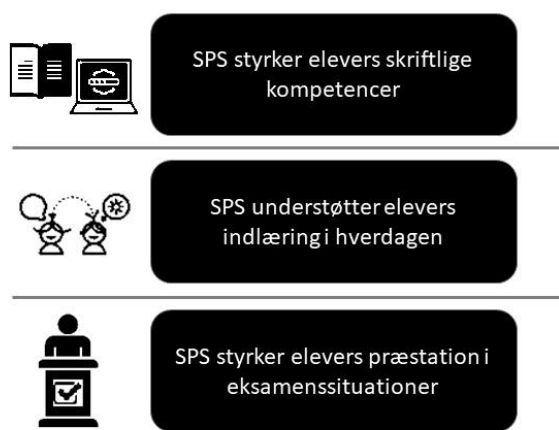 SPS styrker elevers skriftlige
kompetencer
SPS understøtter elevers
indlæring i hverdagen
SPS styrker elevers præstation i
eksamenssituationer